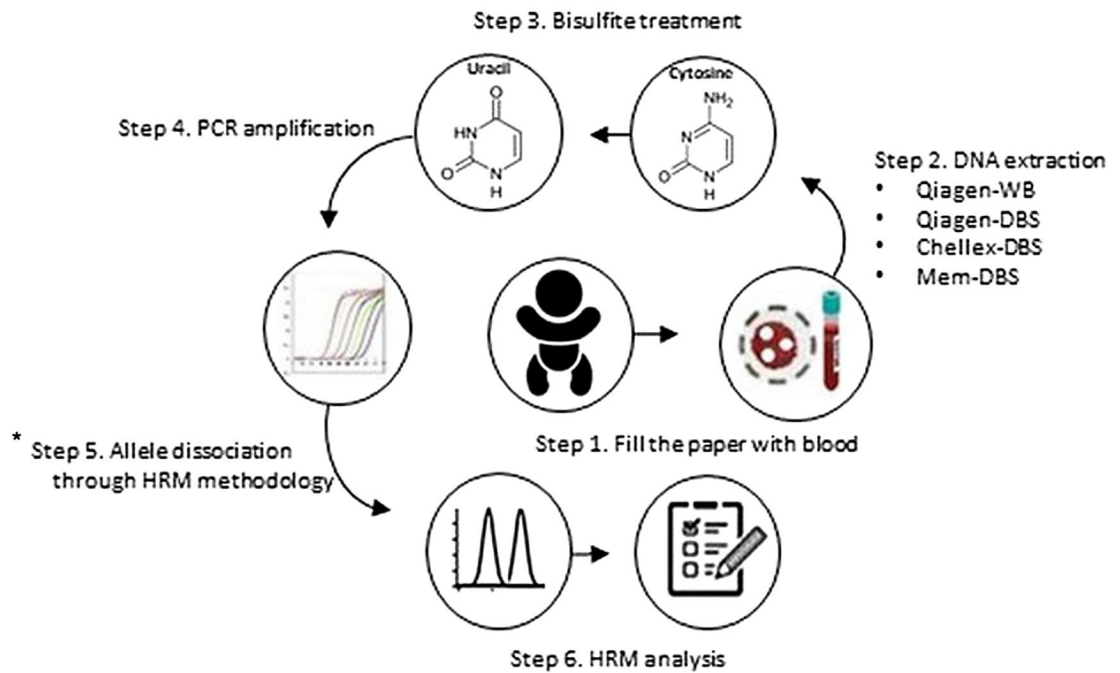 Step 3. Bisulfite treatment
Uracil
Cytosine
O
HN
O
N
H
NH2
N
O
N
H
Step 4. PCR amplification
Step 2. DNA extraction
• Qiagen-WB
• Qiagen-DBS
• Chellex-DBS
• Mem-DBS
Step 1. Fill the paper with blood
* Step 5. Allele dissociation
through HRM methodology
Step 6. HRM analysis